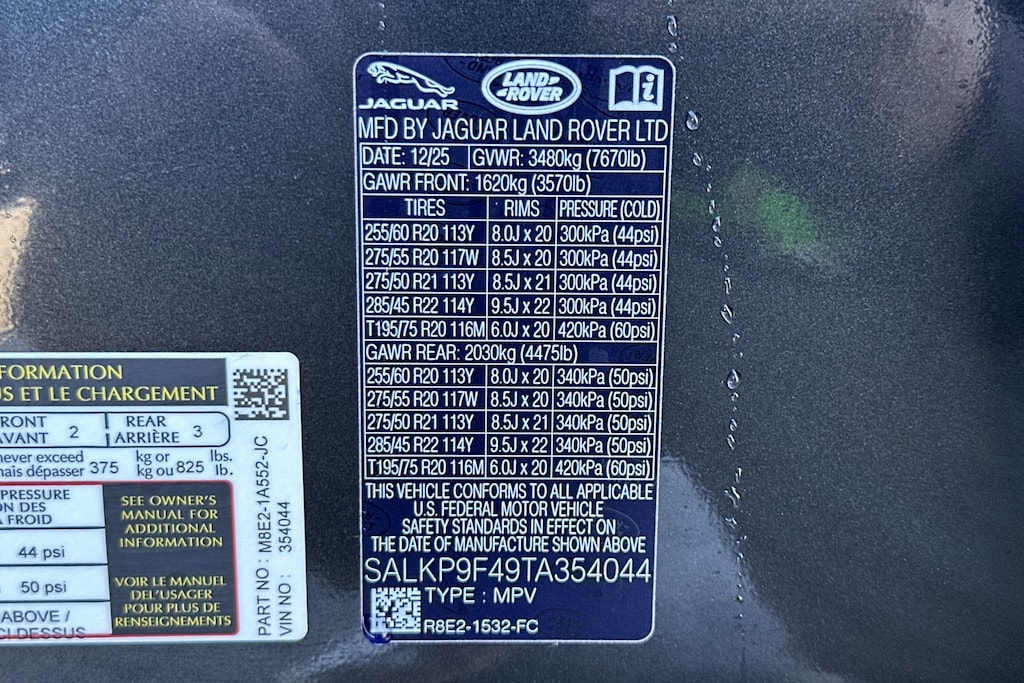 JAGUAR
LAND ROVER
MFD BY JAGUAR LAND ROVER LTD
DATE: 12/25 GVWR: 3480kg (7670lb)
GAWR FRONT: 1620kg (3570lb)
TIRES RIMS PRESSURE (COLD)
255/60 R20 113Y 8.0J x 20 300kPa (44psi)
275/55 R20 117W 8.5J x 20 300kPa (44psi)
275/50 R21 113Y 8.5J x 21 300kPa (44psi)
285/45 R22 114Y 9.5J x 22 300kPa (44psi)
T195/75 R20 116M 6.0J x 20 420kPa (60psi)
GAWR REAR: 2030kg (4475lb)
255/60 R20 113Y 8.0J x 20 340kPa (50psi)
275/55 R20 117W 8.5J x 20 340kPa (50psi)
275/50 R21 113Y 8.5J x 21 340kPa (50psi)
285/45 R22 114Y 9.5J x 22 340kPa (50psi)
T195/75 R20 116M 6.0J x 20 420kPa (60psi)
THIS VEHICLE CONFORMS TO ALL APPLICABLE
U.S. FEDERAL MOTOR VEHICLE
SAFETY STANDARDS IN EFFECT ON
THE DATE OF MANUFACTURE SHOWN ABOVE
SALKP9F49TA354044
TYPE : MPV
R8E2-1532-FC
FORMATION
US ET LE CHARGEMENT
RONT 2 REAR 3
AVANT ARRIÈRE
never exceed 375 kg or 825 lbs.
mais dépasser kg ou lb.
PRESSURE
ON DES
À FROID
44 psi
50 psi
ABOVE /
CI-DESSUS
SEE OWNER'S
MANUAL FOR
ADDITIONAL
INFORMATION
VOIR LE MANUEL
DEL'USAGER
POUR PLUS DE
RENSEIGNEMENTS
PART NO : M8E2-1A552-JC
VIN NO : 354044